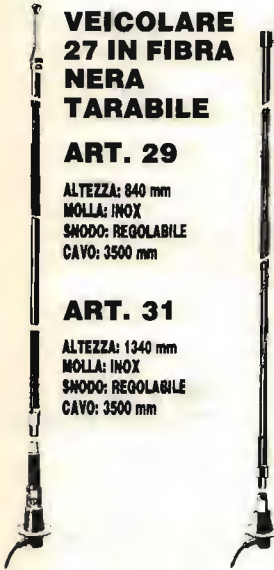 VEICOLARE
27 IN FIBRA
NERA
TARABILE
ART. 29
ALTEZZA: 840 mm
MOLLA: INOX
SNODO: REGOLABILE
CAVO: 3500 mm
ART. 31
ALTEZZA: 1340 mm
MOLLA: INOX
SNODO: REGOLABILE
CAVO: 3500 mm